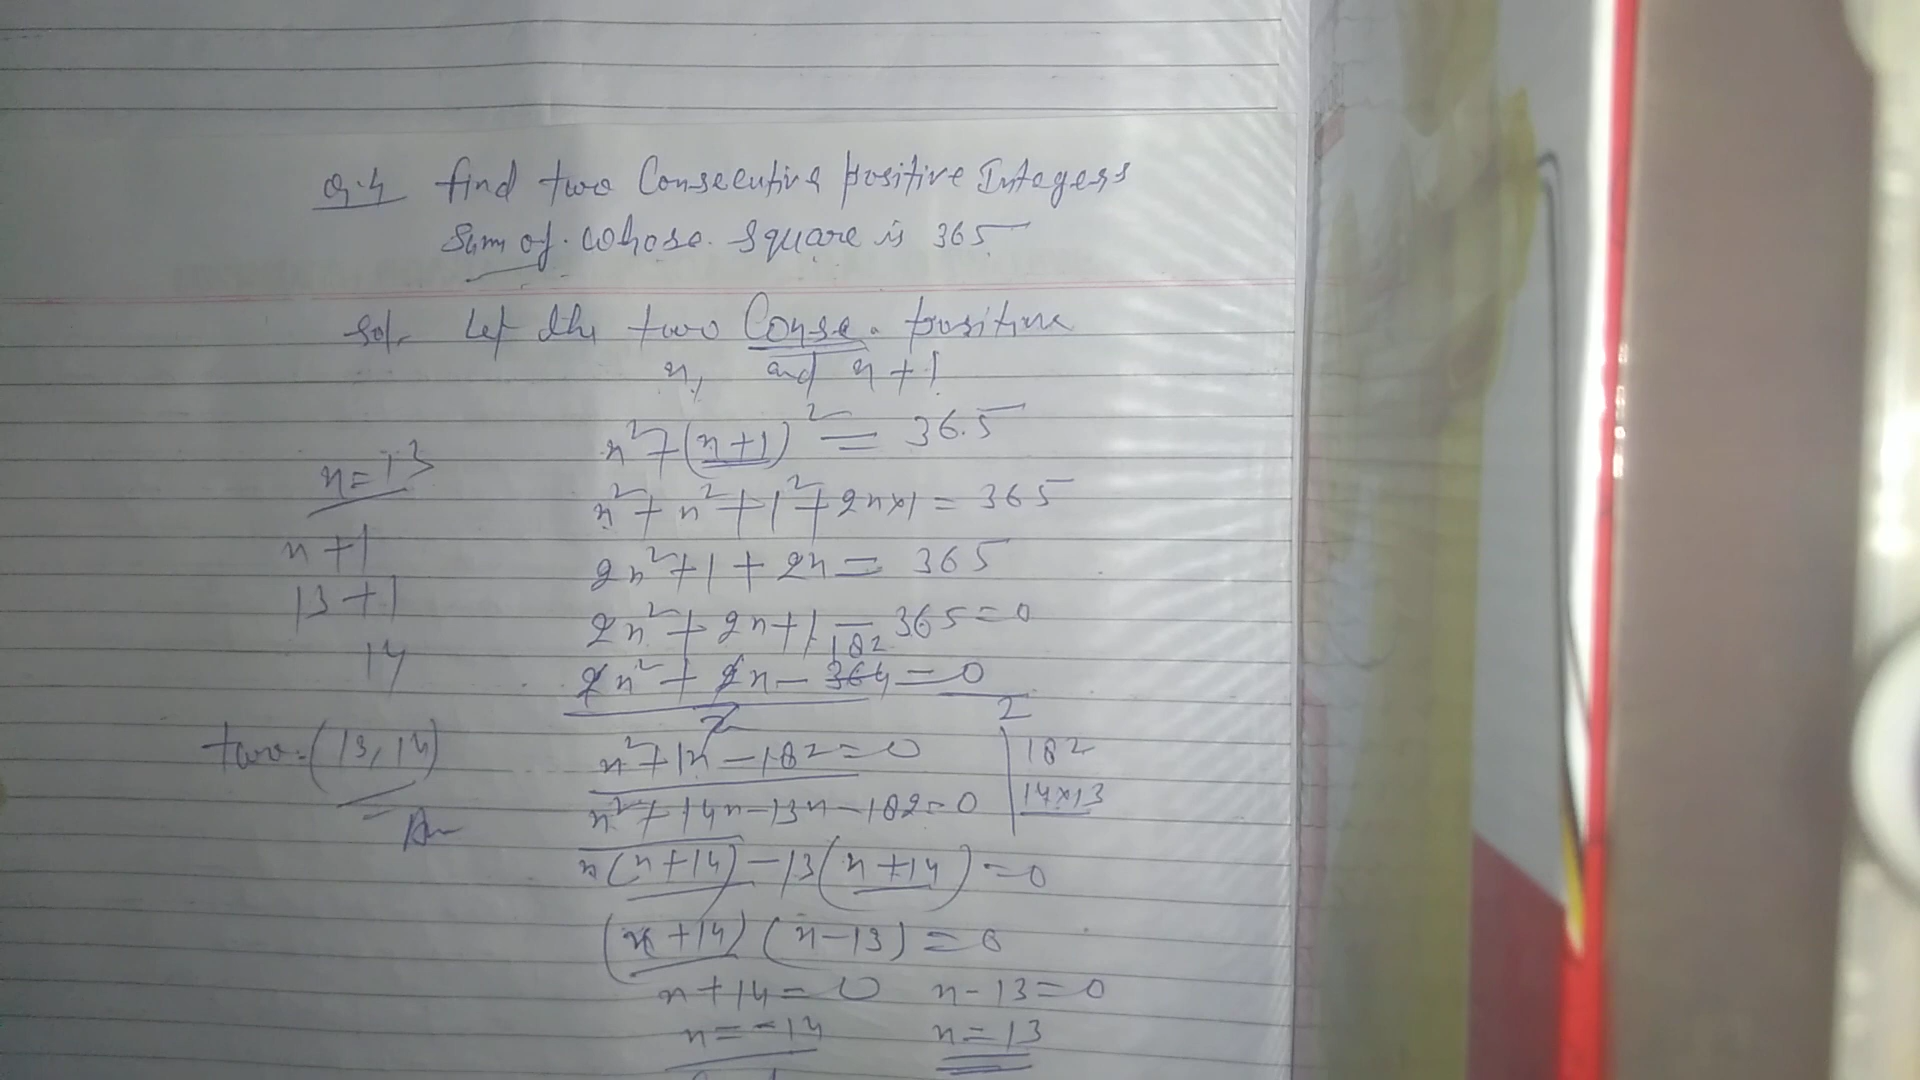 Q.4 find two Consecutive positive Integers
Sum of whose square is 365
Sol. Let the two Conse. positive
x, and x+1
x²+(x+1)² = 365
x²+x²+1²+2x×1 = 365
2x²+1+2x = 365
2x²+2x+1-365=0
182
2x²+2x-364=0
2 2
x²+1x-182=0
x²+14x-13x-182=0
x(x+14)-13(x+14)=0
(x+14)(x-13)=0
x+14=0 x-13=0
x=-14 x=13
182
14×13
x=13
x+1
13+1
14
two (13,14)
An